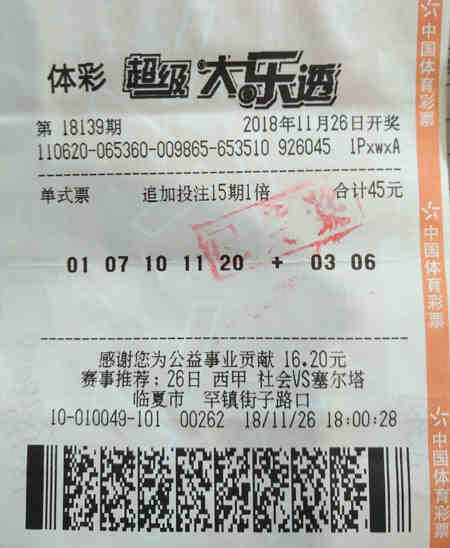 体彩 超级大乐透
第 18139期 2018年11月26日开奖
110620-065360-009865-653510 926045 1PxwxA
单式票 追加投注15期1倍 合计45元
01 07 10 11 20 + 03 06
感谢您为公益事业贡献 16.20元
赛事推荐：26日 西甲 社会VS塞尔塔
临夏市 罕镇街子路口
10-010049-101 00262 18/11/26 18:00:28
中国体育彩票
中国体育彩票
中国体育彩票